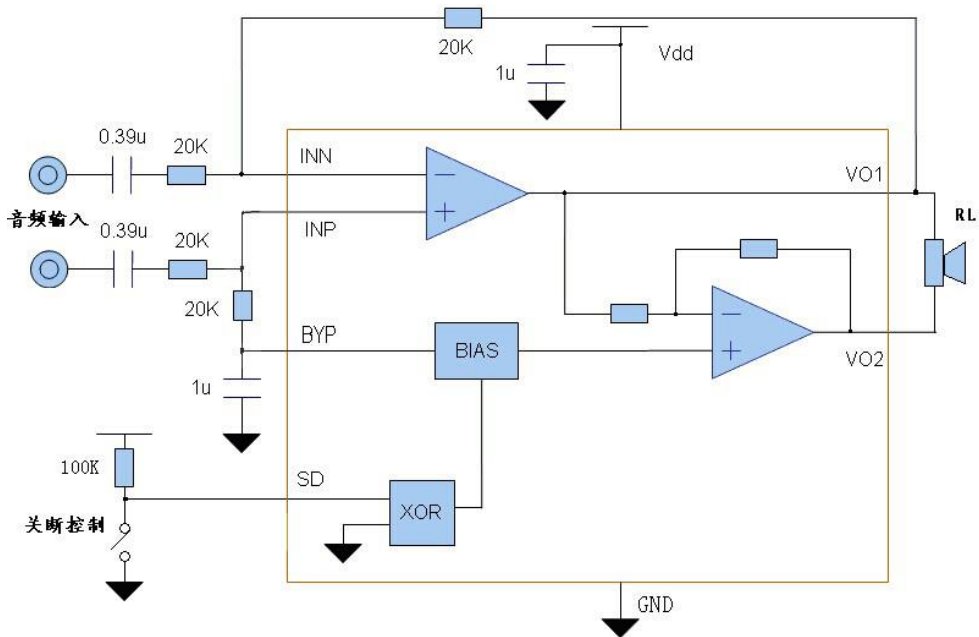 20K
Vdd
1u
0.39u
20K
INN
VO1
音频输入
INP
RL
0.39u
20K
20K
BYP
BIAS
VO2
1u
100K
SD
XOR
关断控制
GND